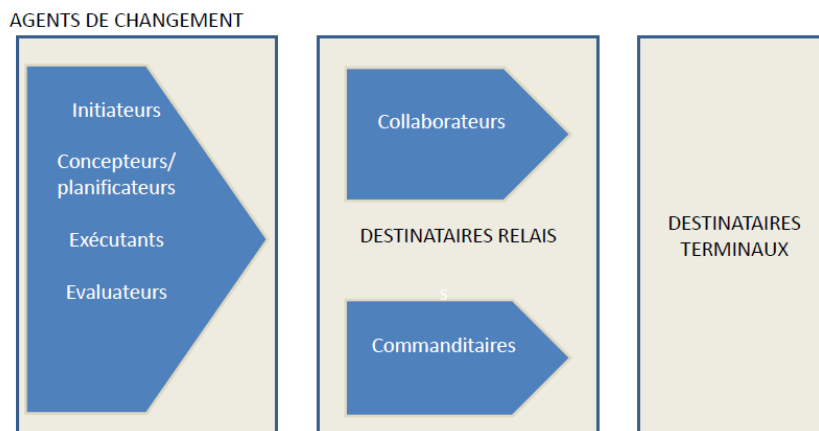 AGENTS DE CHANGEMENT
Initiateurs
Concepteurs/
planificateurs
Exécutants
Evaluateurs
Collaborateurs
DESTINATAIRES RELAIS
s
Commanditaires
DESTINATAIRES
TERMINAUX